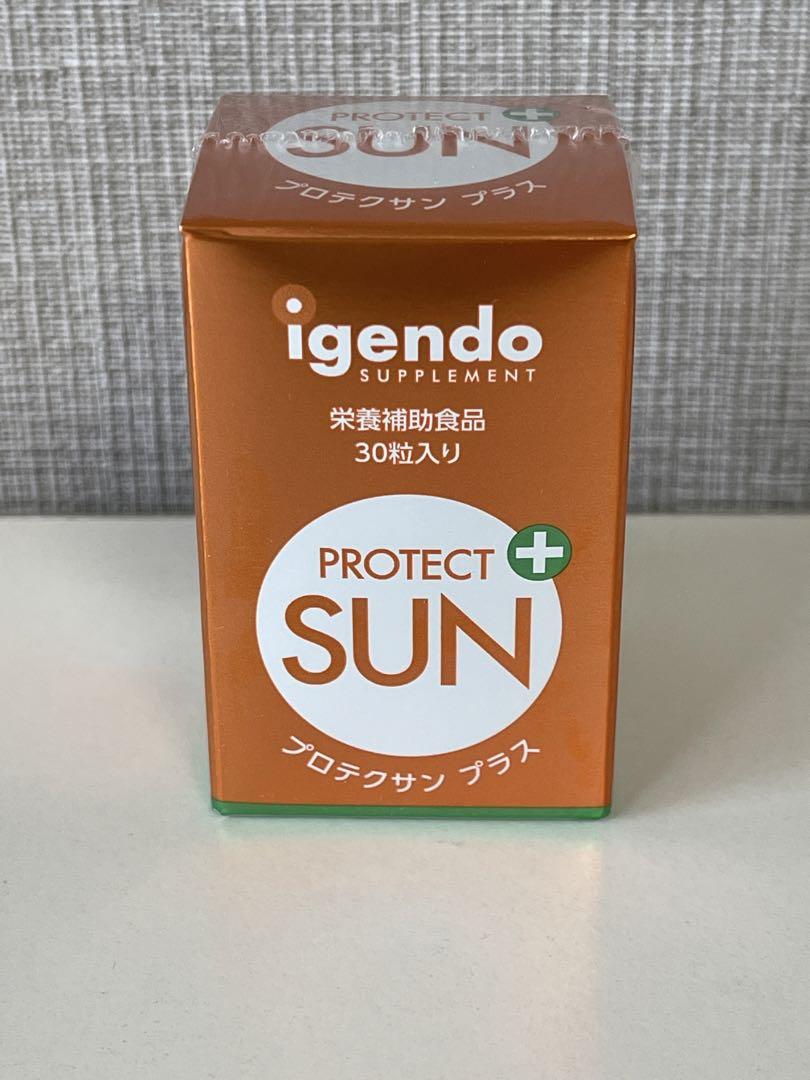 PROTECT +
SUN
プロテクサン プラス
igendo
SUPPLEMENT
栄養補助食品
30粒入り
PROTECT +
SUN
プロテクサン プラス